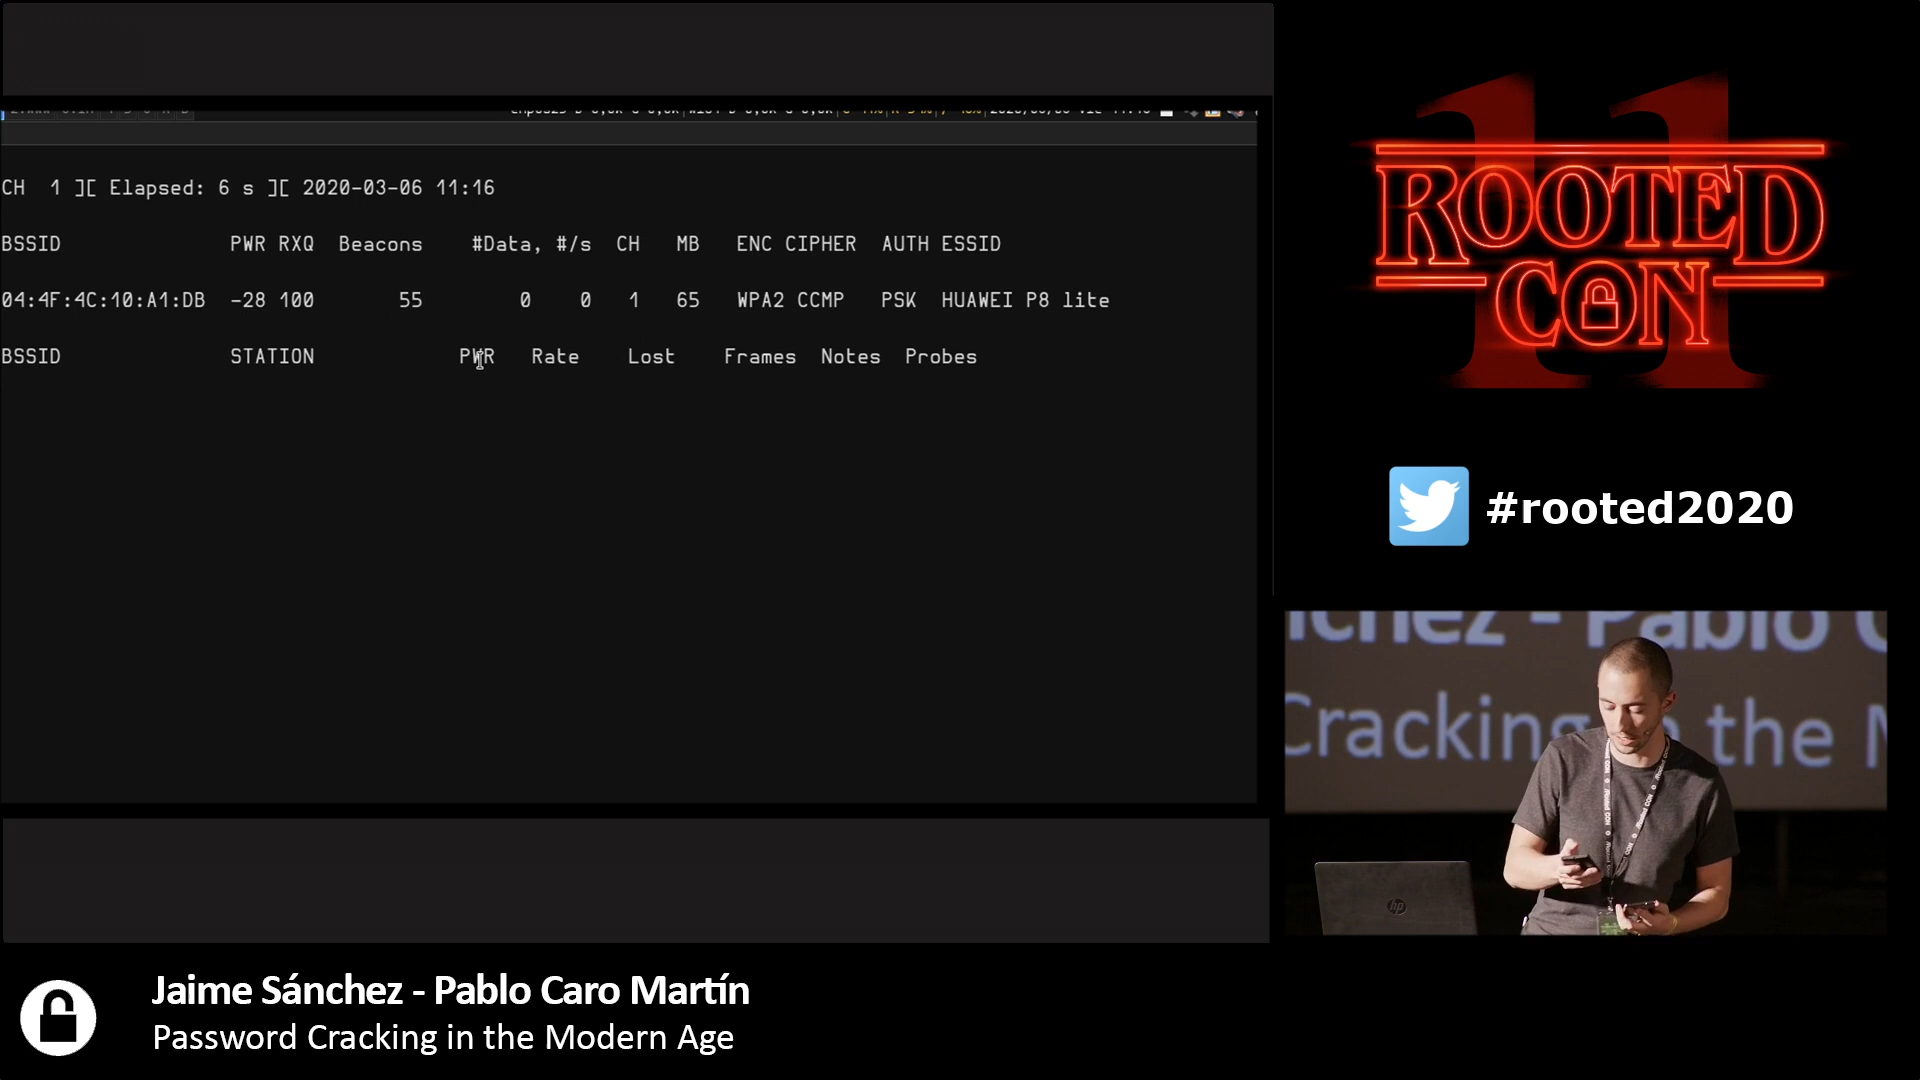 CH 1 ][ Elapsed: 6 s ][ 2020-03-06 11:16
BSSID PWR RXQ Beacons #Data, #/s CH MB ENC CIPHER AUTH ESSID
04:4F:4C:10:A1:DB -28 100 55 0 0 1 65 WPA2 CCMP PSK HUAWEI P8 lite
BSSID STATION PWR Rate Lost Frames Notes Probes
11
ROOTED
CON
#rooted2020
Pablo
Cracking the
hp
Jaime Sánchez - Pablo Caro Martín
Password Cracking in the Modern Age